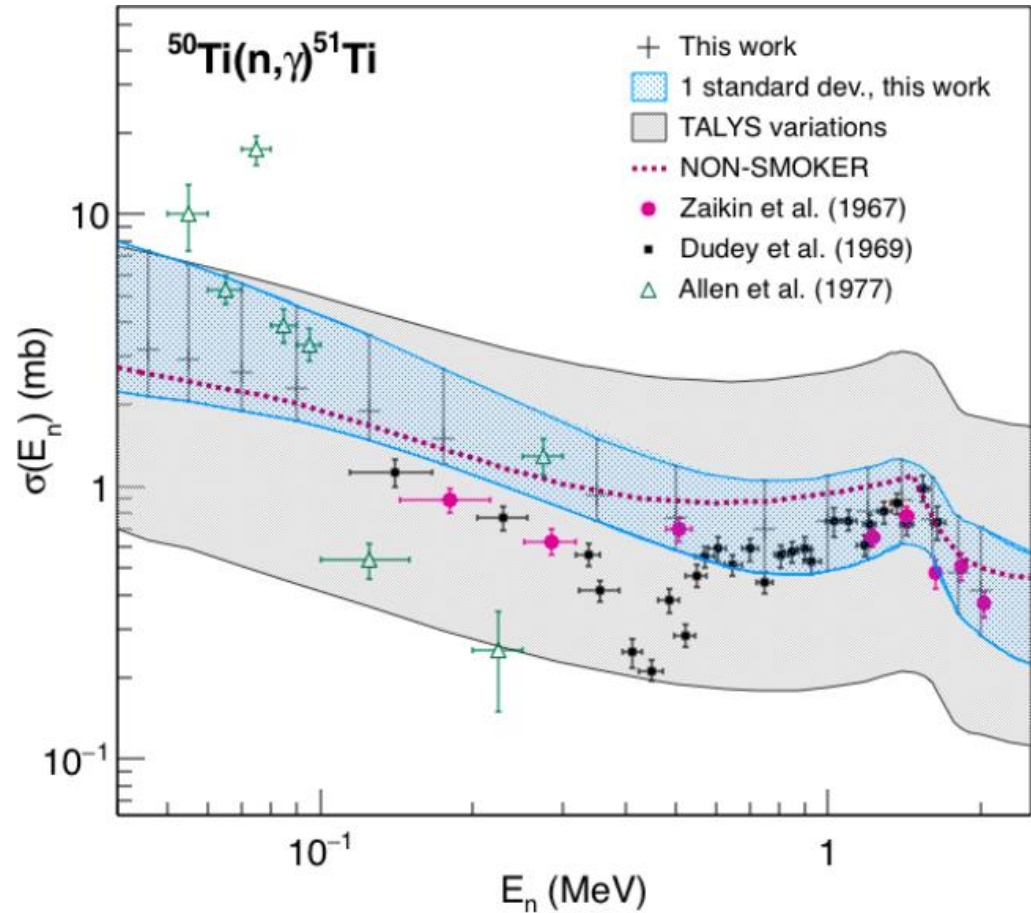 ⁵⁰Ti(n,γ)⁵¹Ti
This work
1 standard dev., this work
TALYS variations
NON-SMOKER
Zaikin et al. (1967)
Dudey et al. (1969)
Allen et al. (1977)
σ(Eₙ) (mb)
10
1
10⁻¹
10⁻¹
1
Eₙ (MeV)